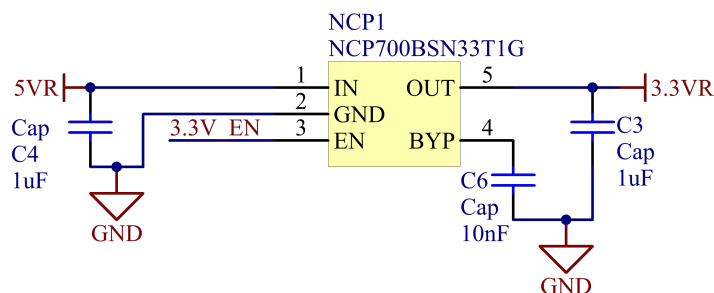 NCP1
NCP700BSN33T1G
5VR
1
IN
OUT
5
3.3VR
2
GND
3.3V_EN
3
EN
BYP
4
Cap
C4
1uF
C3
Cap
1uF
C6
Cap
10nF
GND
GND